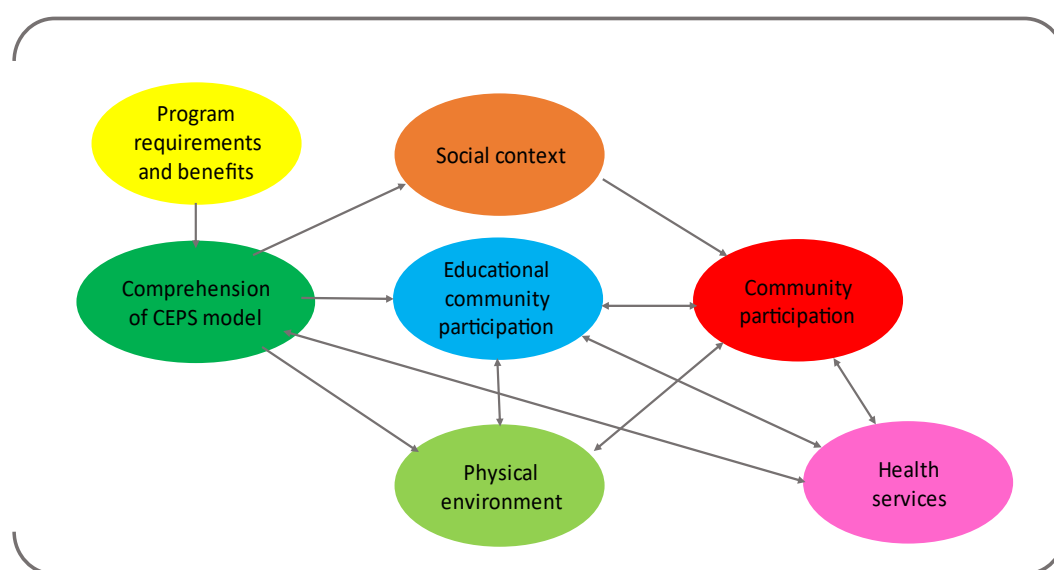 Program
requirements
and benefits
Social context
Comprehension
of CEPS model
Educational
community
participation
Community
participation
Physical
environment
Health
services